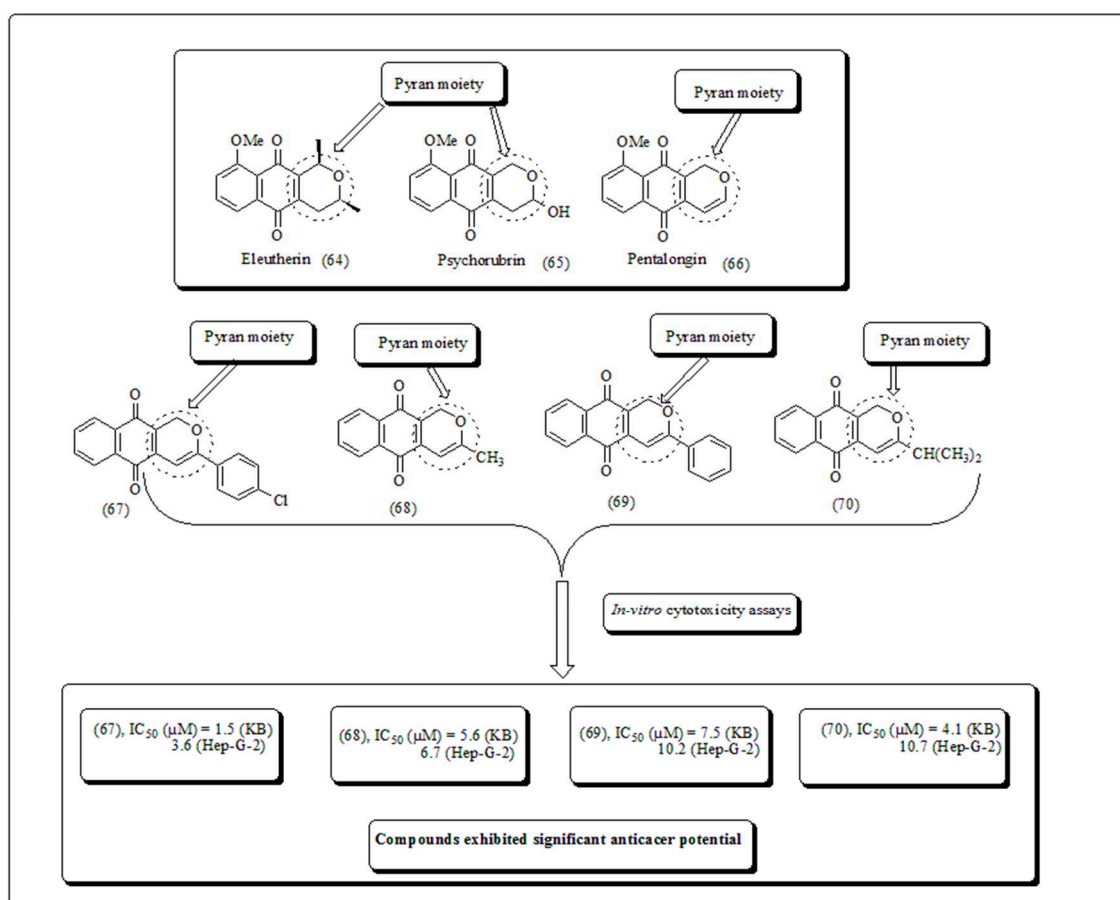 Pyran moiety
Pyran moiety
OMe
O
O
O
Eleutherin (64)
OMe
O
O
OH
O
Psychorubrin (65)
OMe
O
O
O
Pentalongin (66)
Pyran moiety
Pyran moiety
Pyran moiety
Pyran moiety
O
O
O
Cl
(67)
O
O
CH3
O
(68)
O
O
O
(69)
O
O
CH(CH3)2
O
(70)
In-vitro cytotoxicity assays
(67), IC50 (μM) = 1.5 (KB)
3.6 (Hep-G-2)
(68), IC50 (μM) = 5.6 (KB)
6.7 (Hep-G-2)
(69), IC50 (μM) = 7.5 (KB)
10.2 (Hep-G-2)
(70), IC50 (μM) = 4.1 (KB)
10.7 (Hep-G-2)
Compounds exhibited significant anticacer potential